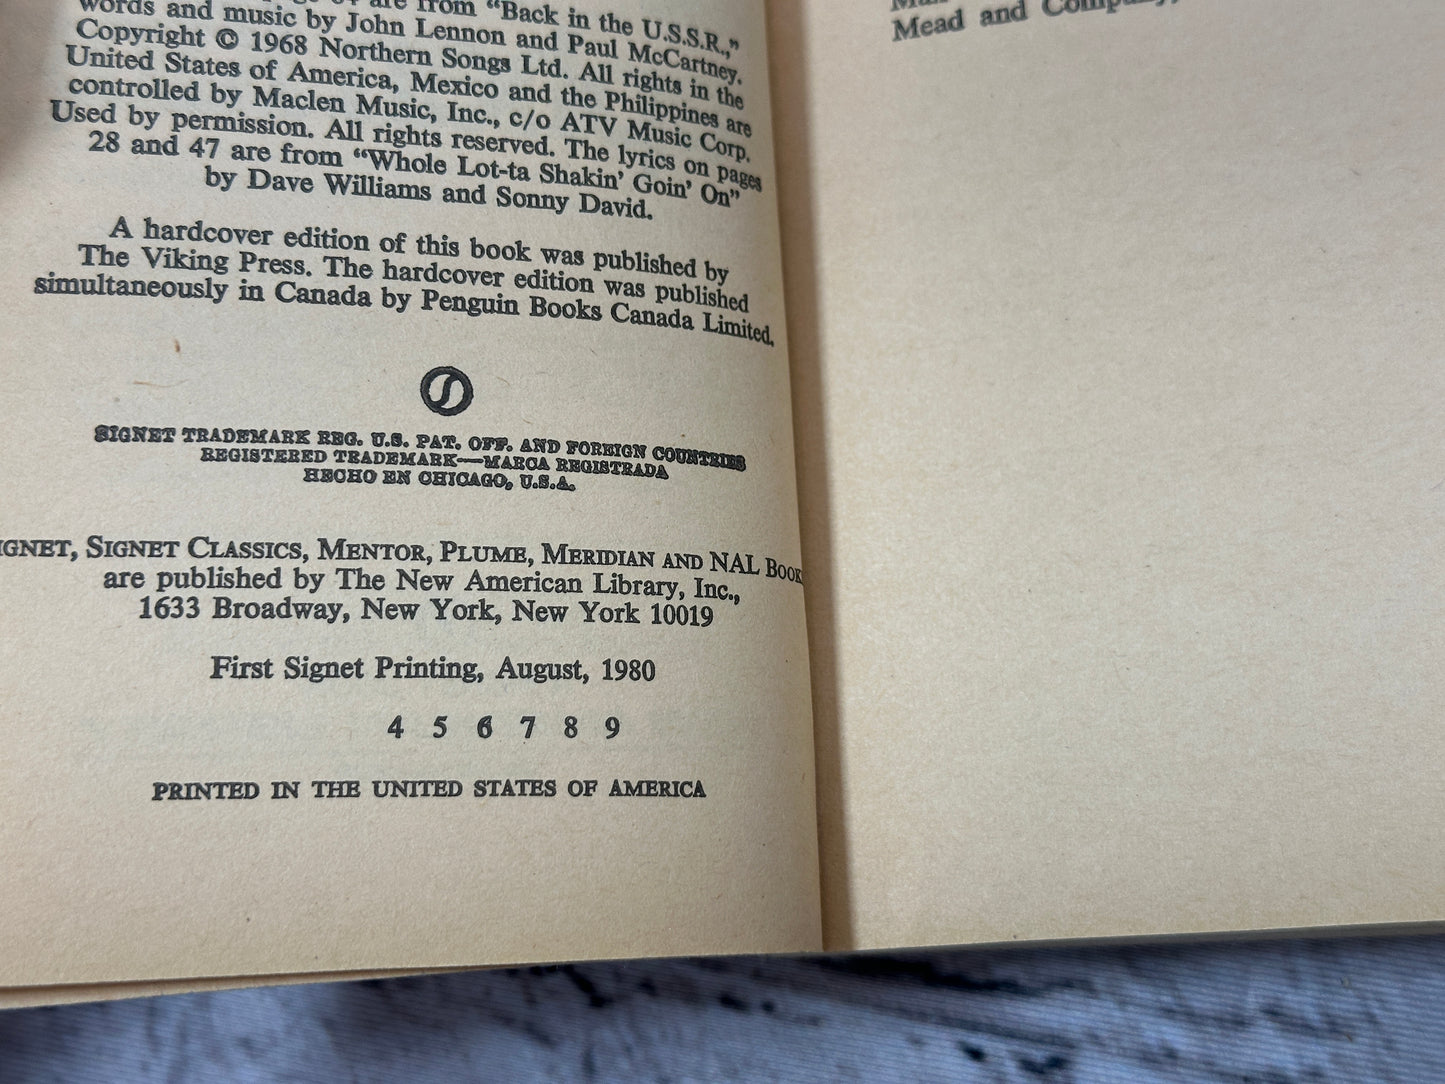 are from "Back in the U.S.S.R.,"
words and music by John Lennon and Paul McCartney.
Copyright © 1968 Northern Songs Ltd. All rights in the
United States of America, Mexico and the Philippines are
controlled by Maclen Music, Inc., c/o ATV Music Corp.
Used by permission. All rights reserved. The lyrics on pages
28 and 47 are from "Whole Lot-ta Shakin' Goin' On"
by Dave Williams and Sonny David.
A hardcover edition of this book was published by
The Viking Press. The hardcover edition was published
simultaneously in Canada by Penguin Books Canada Limited.
SIGNET TRADEMARK REG. U.S. PAT. OFF. AND FOREIGN COUNTRIES
REGISTERED TRADEMARK—MARCA REGISTRADA
HECHO EN CHICAGO, U.S.A.
IGNET, SIGNET CLASSICS, MENTOR, PLUME, MERIDIAN AND NAL BOOK
are published by The New American Library, Inc.,
1633 Broadway, New York, New York 10019
First Signet Printing, August, 1980
4 5 6 7 8 9
PRINTED IN THE UNITED STATES OF AMERICA
Mead and Company,